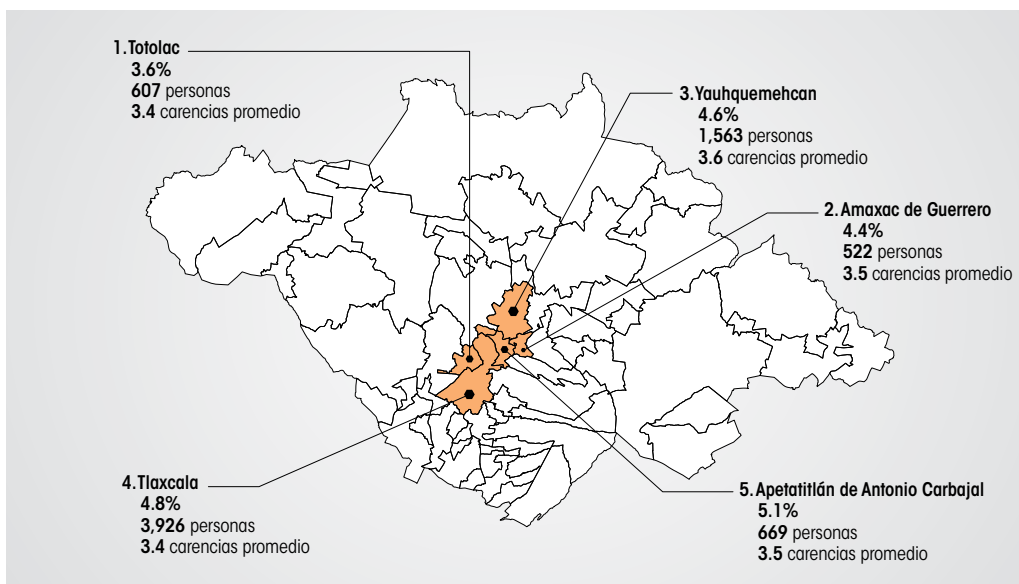 1.Totolac
3.6%
607 personas
3.4 carencias promedio
3.Yauhquemehcan
4.6%
1,563 personas
3.6 carencias promedio
2.Amaxac de Guerrero
4.4%
522 personas
3.5 carencias promedio
4.Tlaxcala
4.8%
3,926 personas
3.4 carencias promedio
5.Apetatitlán de Antonio Carbajal
5.1%
669 personas
3.5 carencias promedio